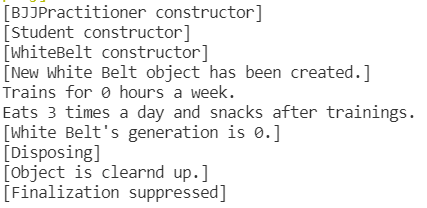 [BJJPractitioner constructor]
[Student constructor]
[WhiteBelt constructor]
[New White Belt object has been created.]
Trains for 0 hours a week.
Eats 3 times a day and snacks after trainings.
[White Belt's generation is 0.]
[Disposing]
[Object is clearnd up.]
[Finalization suppressed]